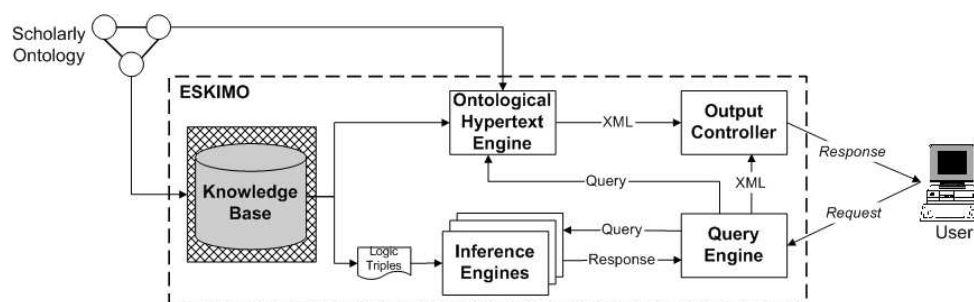 Scholarly
Ontology
ESKIMO
Ontological
Hypertext
Engine
XML
Output
Controller
Response
Knowledge
Base
Query
XML
Request
User
Logic
Triples
Inference
Engines
Query
Response
Query
Engine